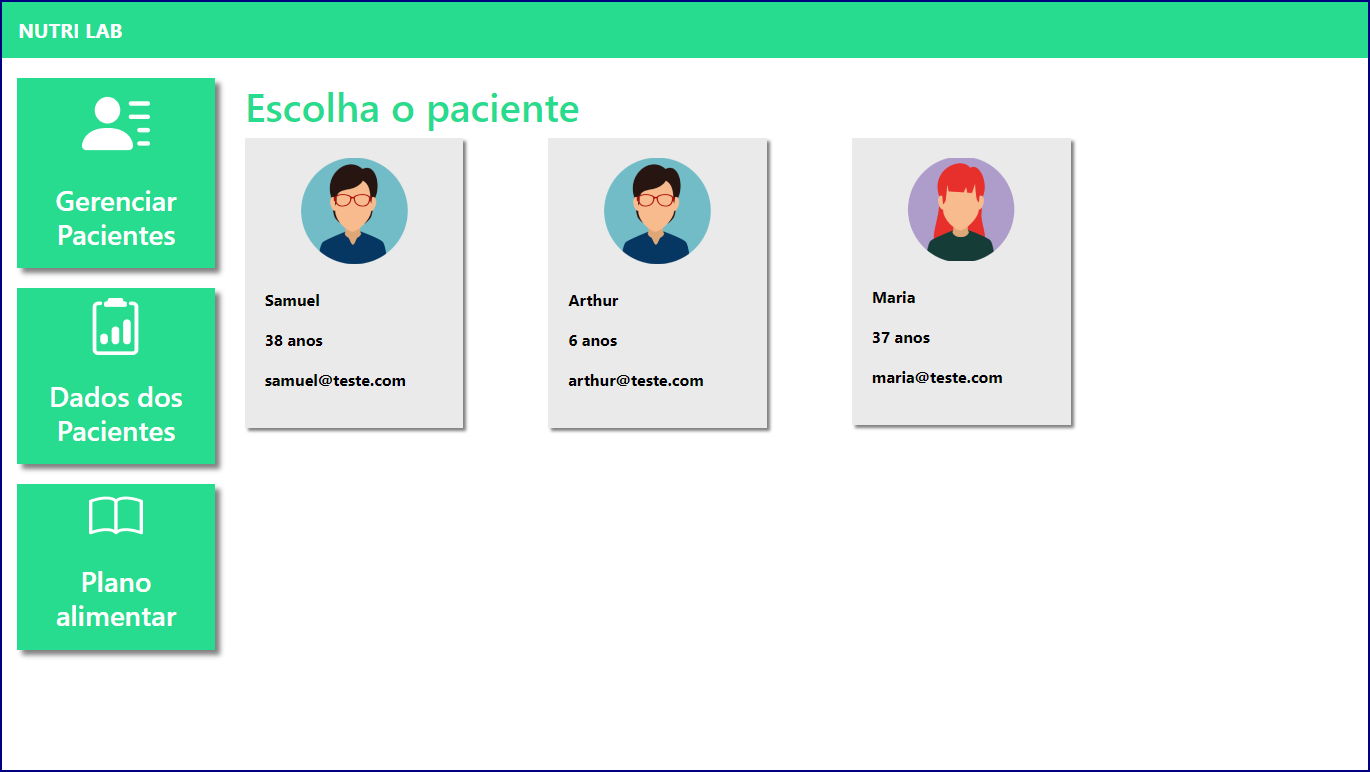 NUTRI LAB
Gerenciar
Pacientes
Dados dos
Pacientes
Plano
alimentar
Escolha o paciente
Samuel
38 anos
samuel@teste.com
Arthur
6 anos
arthur@teste.com
Maria
37 anos
maria@teste.com